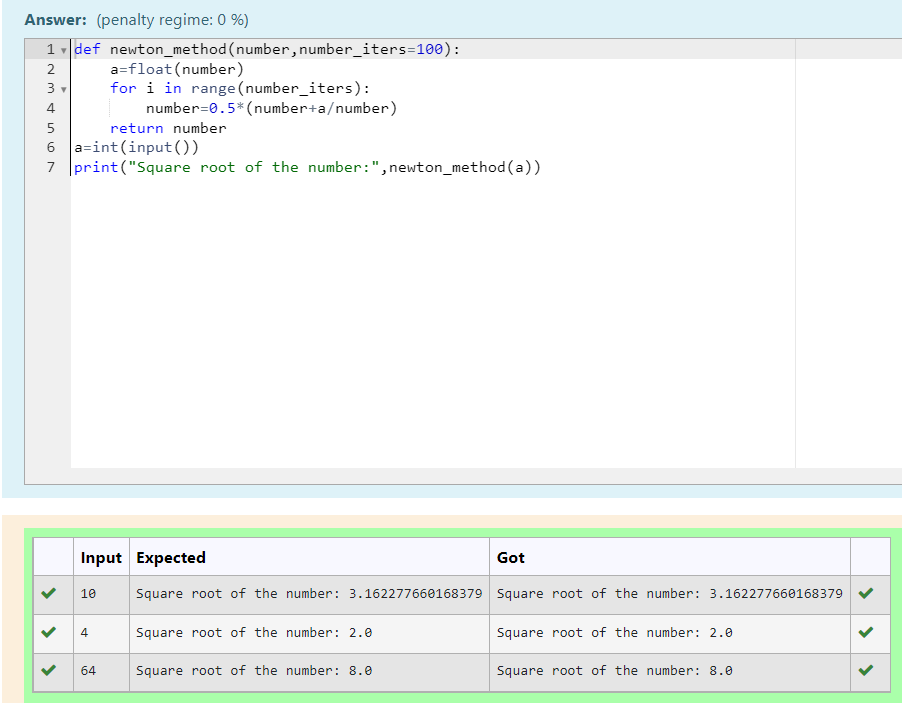 Answer: (penalty regime: 0 %)
1 def newton_method(number,number_iters=100):
2     a=float(number)
3     for i in range(number_iters):
4         number=0.5*(number+a/number)
5     return number
6 a=int(input())
7 print("Square root of the number:",newton_method(a))
Input Expected Got
10 Square root of the number: 3.162277660168379 Square root of the number: 3.162277660168379
4 Square root of the number: 2.0 Square root of the number: 2.0
64 Square root of the number: 8.0 Square root of the number: 8.0